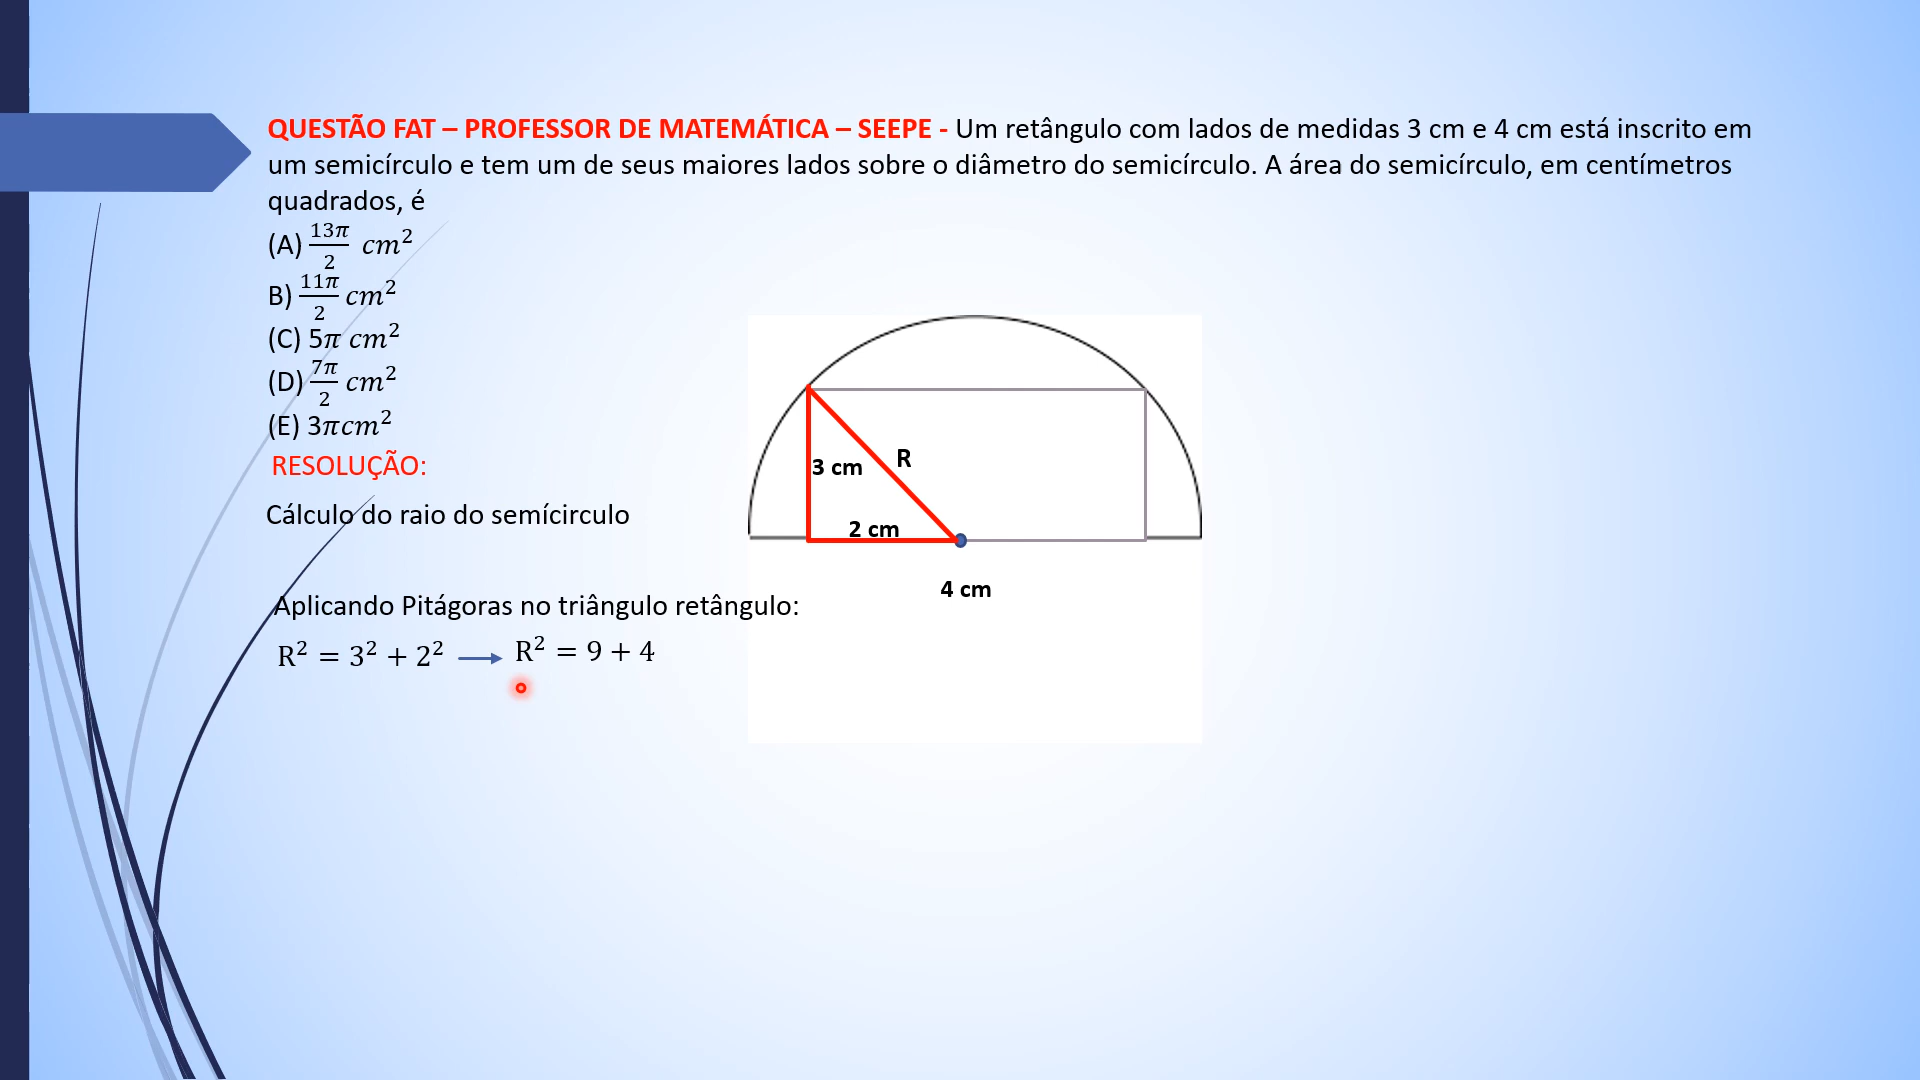 QUESTÃO FAT – PROFESSOR DE MATEMÁTICA – SEEPE - Um retângulo com lados de medidas 3 cm e 4 cm está inscrito em
um semicírculo e tem um de seus maiores lados sobre o diâmetro do semicírculo. A área do semicírculo, em centímetros
quadrados, é
(A) 13π/2 cm²
B) 11π/2 cm²
(C) 5π cm²
(D) 7π/2 cm²
(E) 3πcm²
RESOLUÇÃO:
Cálculo do raio do semícirculo
3 cm
R
2 cm
4 cm
Aplicando Pitágoras no triângulo retângulo:
R² = 3² + 2² → R² = 9 + 4